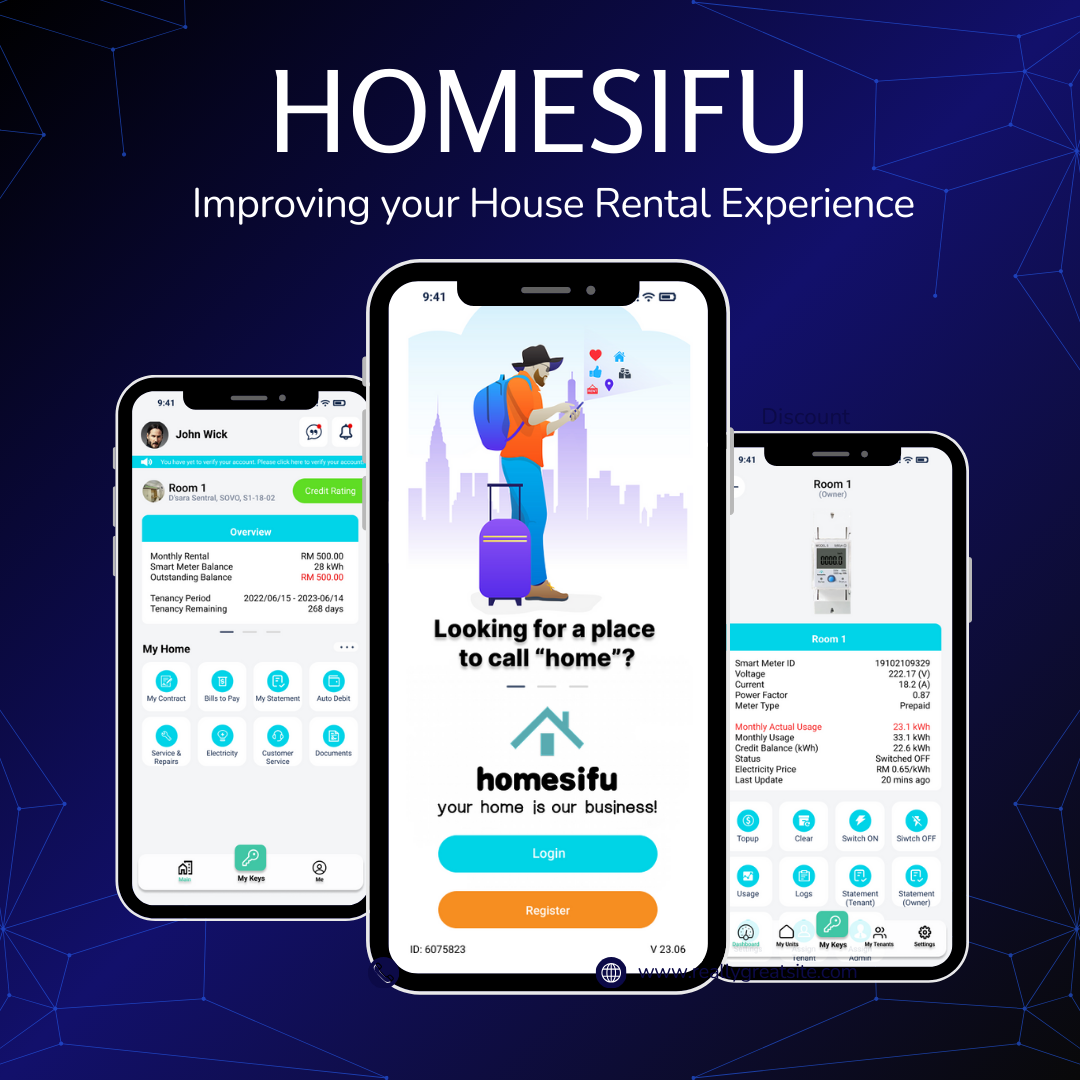 HOMESIFU
Improving your House Rental Experience
9:41
John Wick
You have yet to verify your account. Please click here to verify your account
Room 1
D'sara Sentral, SOVO, S1-18-02
Credit Rating
Overview
Monthly Rental RM 500.00
Smart Meter Balance 28 kWh
Outstanding Balance RM 500.00
Tenancy Period 2022/06/15 - 2023-06/14
Tenancy Remaining 268 days
My Home
My Contract Bills to Pay My Statement Auto Debit
Service & Repairs Electricity Customer Service Documents
Main My Keys Me
9:41
Looking for a place
to call “home”?
homesifu
your home is our business!
Login
Register
ID: 6075823 V 23.06
www.reallygreatsite.com
Discount
9:41
Room 1
(Owner)
Room 1
Smart Meter ID 19102109329
Voltage 222.17 (V)
Current 18.2 (A)
Power Factor 0.87
Meter Type Prepaid
Monthly Actual Usage 23.1 kWh
Monthly Usage 33.1 kWh
Credit Balance (kWh) 22.6 kWh
Status Switched OFF
Electricity Price RM 0.65/kWh
Last Update 20 mins ago
Topup Clear Switch ON Siwtch OFF
Usage Logs Statement (Tenant) Statement (Owner)
Dashboard My Units My Keys My Tenants Settings
Tenant Admin